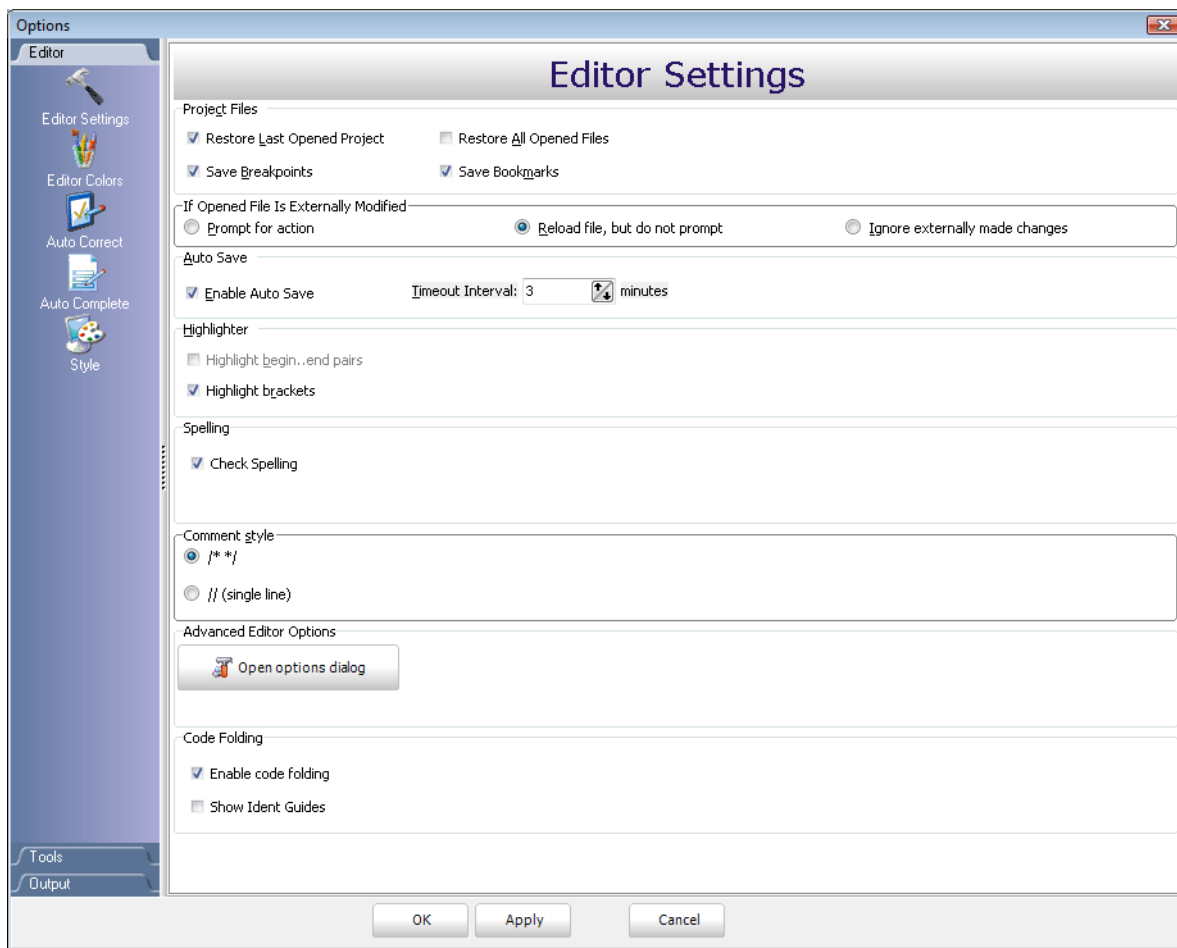 Options
Editor
Editor Settings
Editor Colors
Auto Correct
Auto Complete
Style
Tools
Output
Editor Settings
Project Files
Restore Last Opened Project Restore All Opened Files
Save Breakpoints Save Bookmarks
If Opened File Is Externally Modified
Prompt for action Reload file, but do not prompt Ignore externally made changes
Auto Save
Enable Auto Save Timeout Interval: 3 minutes
Highlighter
Highlight begin..end pairs
Highlight brackets
Spelling
Check Spelling
Comment style
/* */
// (single line)
Advanced Editor Options
Open options dialog
Code Folding
Enable code folding
Show Ident Guides
OK Apply Cancel